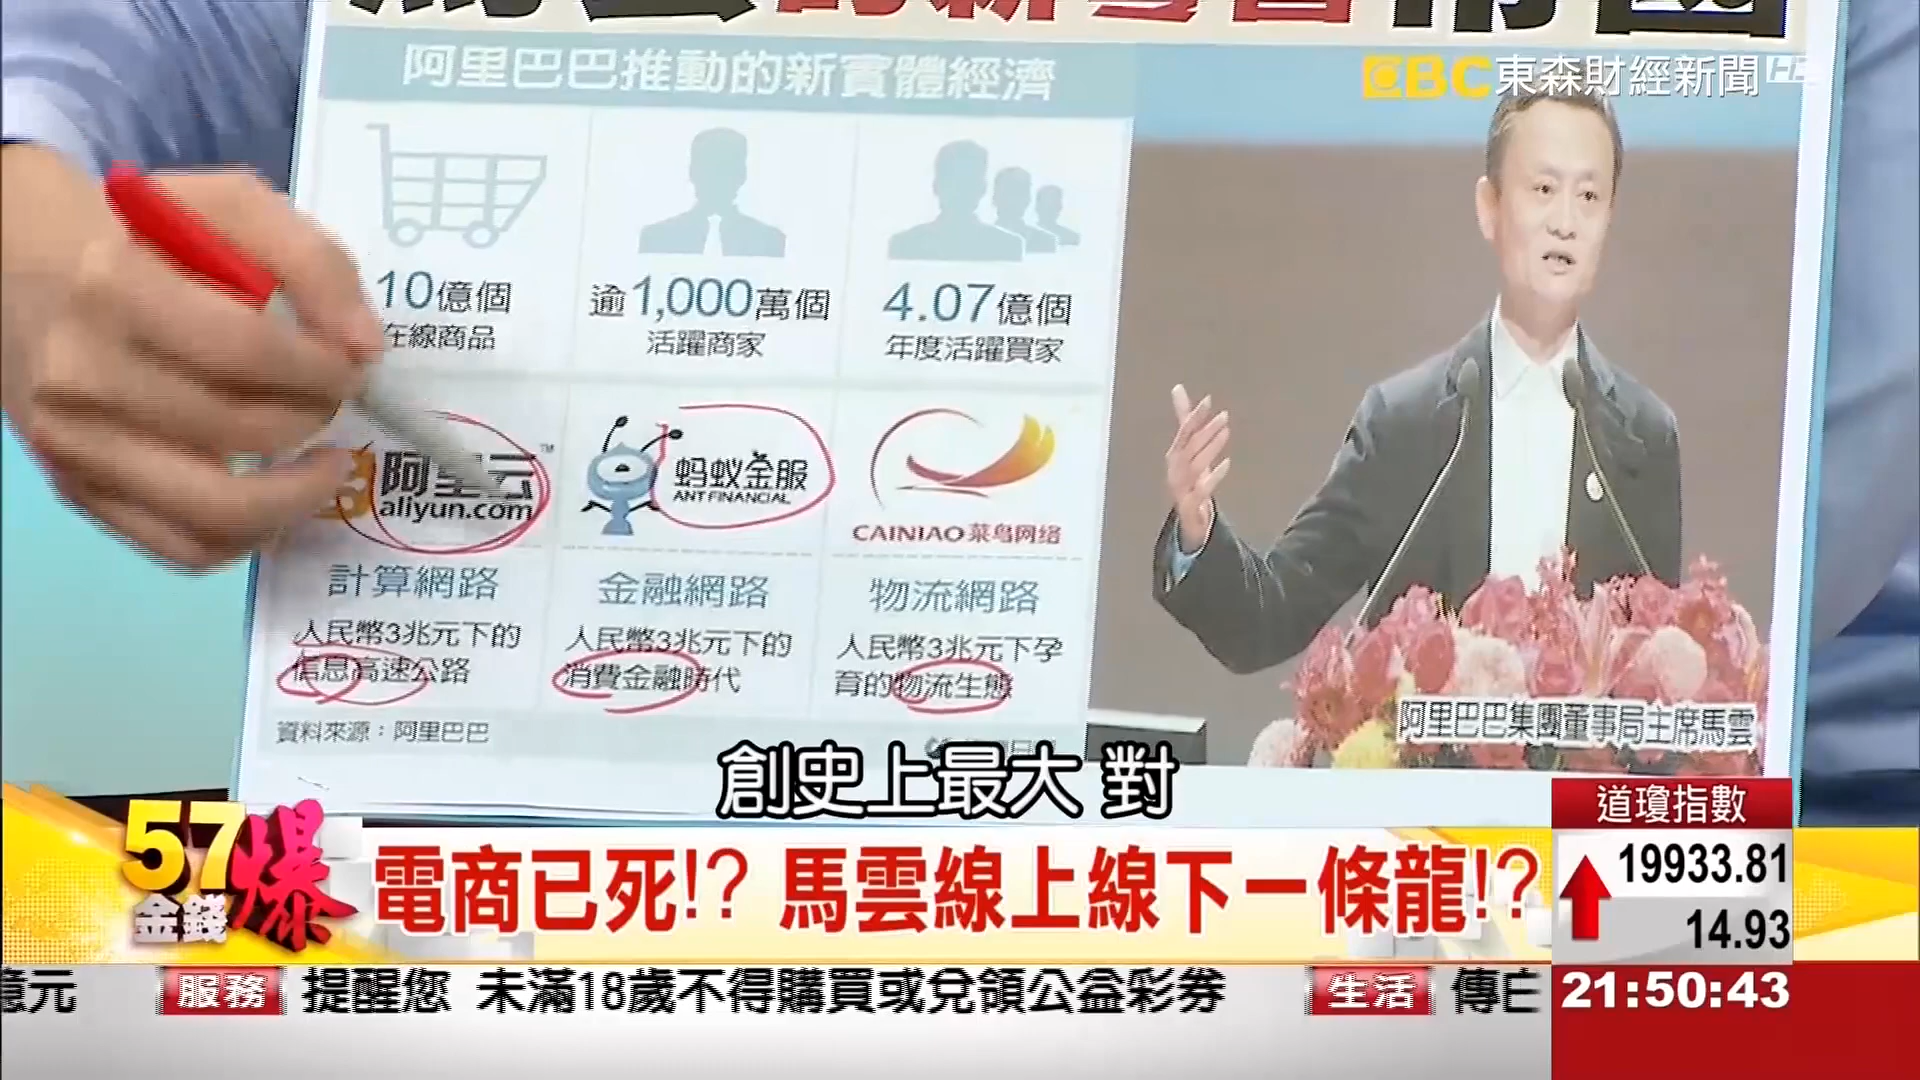 阿里巴巴推動的新實體經濟
EBC 東森財經新聞 HD
10億個
在線商品
逾1,000萬個
活躍商家
4.07億個
年度活躍買家
阿里云™
aliyun.com
蚂蚁金服
ANT FINANCIAL
CAINIAO 菜鸟网络
計算網路
人民幣3兆元下的
信息高速公路
金融網路
人民幣3兆元下的
消費金融時代
物流網路
人民幣3兆元下孕
育的物流生態
資料來源：阿里巴巴
阿里巴巴集團董事局主席馬雲
創史上最大 對
57
金錢
爆
電商已死!? 馬雲線上線下一條龍!?
道瓊指數
19933.81
14.93
億元 服務 提醒您 未滿18歲不得購買或兌領公益彩券 生活 傳白
21:50:43